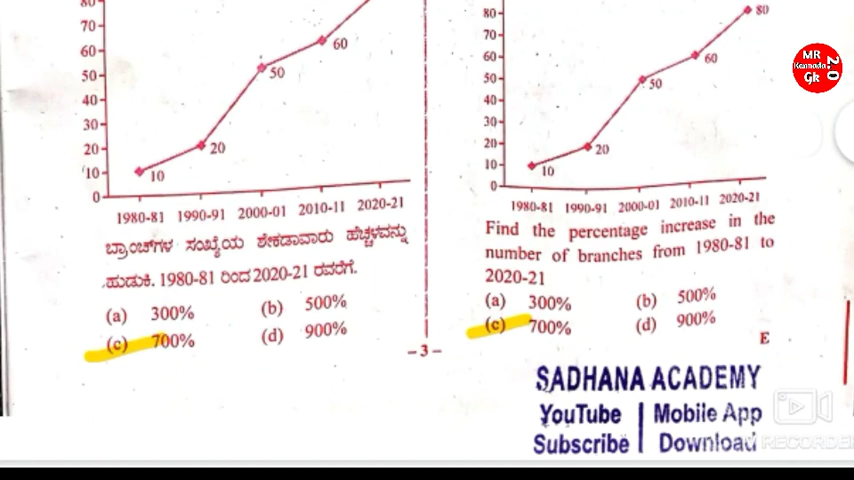 80
70
60
50
40
30
20
10
0
10
20
50
60
1980-81 1990-91 2000-01 2010-11 2020-21
ಬ್ರಾಂಚ್‌ಗಳ ಸಂಖ್ಯೆಯ ಶೇಕಡಾವಾರು ಹೆಚ್ಚಳವನ್ನು
ಹುಡುಕಿ. 1980-81 ರಿಂದ 2020-21 ರವರೆಗೆ.
(a) 300% (b) 500%
(c) 700% (d) 900%
80
70
60
50
40
30
20
10
0
10
20
50
60
80
1980-81 1990-91 2000-01 2010-11 2020-21
Find the percentage increase in the
number of branches from 1980-81 to
2020-21
(a) 300% (b) 500%
(c) 700% (d) 900%
– 3 –
E
MR
Kannada
Gk
2.0
SADHANA ACADEMY
YouTube | Mobile App
Subscribe | Download
RECORDER